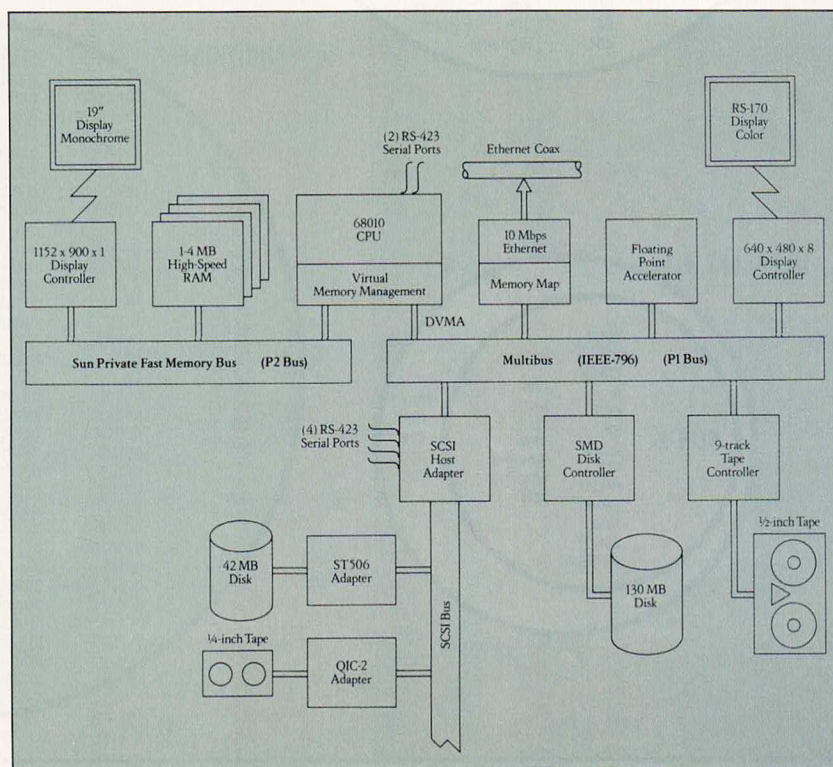 19"
Display
Monochrome
RS-170
Display
Color
(2) RS-423
Serial Ports
Ethernet Coax
1152 x 900 x 1
Display
Controller
1-4 MB
High-Speed
RAM
68010
CPU
Virtual
Memory Management
10 Mbps
Ethernet
Memory Map
Floating
Point
Accelerator
640 x 480 x 8
Display
Controller
DVMA
Sun Private Fast Memory Bus (P2 Bus)
Multibus (IEEE-796) (P1 Bus)
(4) RS-423
Serial Ports
SCSI
Host
Adapter
SMD
Disk
Controller
9-track
Tape
Controller
½-inch Tape
42 MB
Disk
ST506
Adapter
130 MB
Disk
SCSI Bus
¼-inch Tape
QIC-2
Adapter